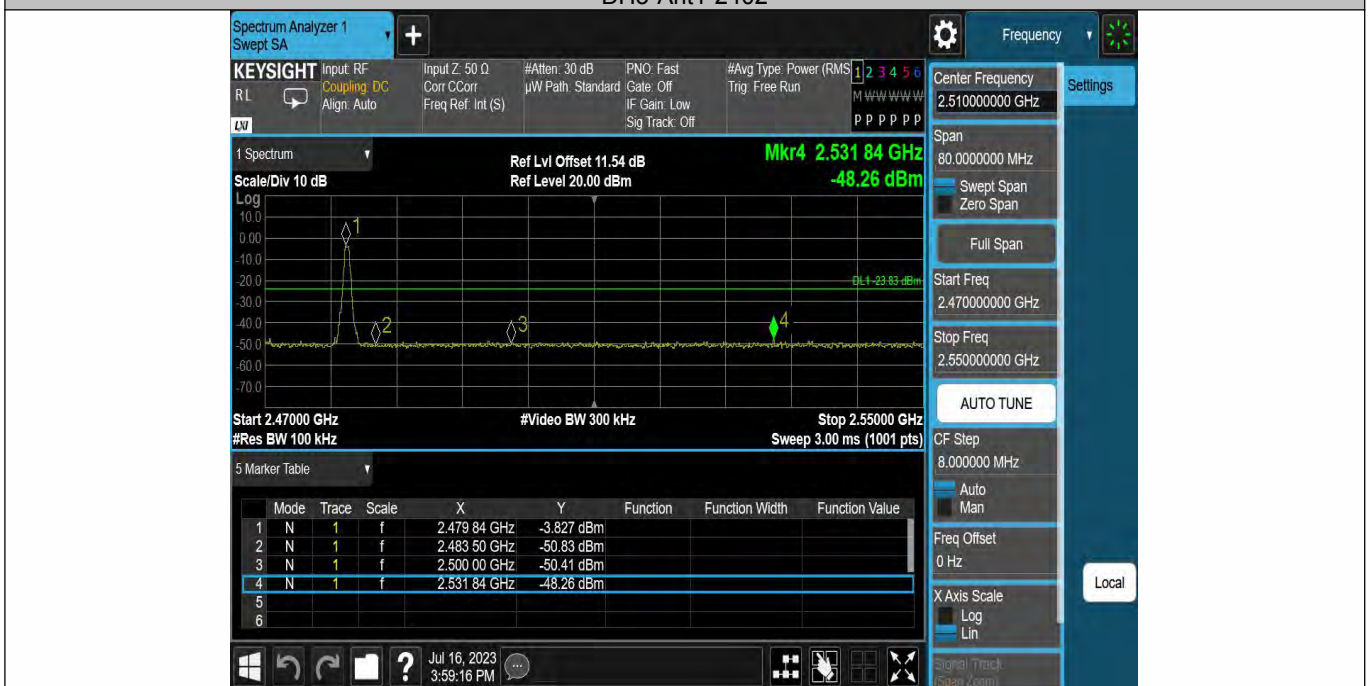 Spectrum Analyzer 1
Swept SA
+
Frequency
KEYSIGHT
RL
LXI
Input: RF
Coupling: DC
Align: Auto
Input Z: 50 Ω
Corr CCorr
Freq Ref: Int (S)
#Atten: 30 dB
µW Path: Standard
PNO: Fast
Gate: Off
IF Gain: Low
Sig Track: Off
#Avg Type: Power (RMS
Trig: Free Run
1 2 3 4 5 6
M W W W W W
P P P P P P
1 Spectrum
Scale/Div 10 dB
Ref Lvl Offset 11.54 dB
Ref Level 20.00 dBm
Mkr4 2.531 84 GHz
-48.26 dBm
Log
10.0
0.00
-10.0
-20.0
-30.0
-40.0
-50.0
-60.0
-70.0
1
2
3
4
DL1 -23.83 dBm
Start 2.47000 GHz
#Res BW 100 kHz
#Video BW 300 kHz
Stop 2.55000 GHz
Sweep 3.00 ms (1001 pts)
5 Marker Table
Mode Trace Scale X Y Function Function Width Function Value
1 N 1 f 2.479 84 GHz -3.827 dBm
2 N 1 f 2.483 50 GHz -50.83 dBm
3 N 1 f 2.500 00 GHz -50.41 dBm
4 N 1 f 2.531 84 GHz -48.26 dBm
5
6
?
Jul 16, 2023
3:59:16 PM
Center Frequency
2.510000000 GHz
Settings
Span
80.0000000 MHz
Swept Span
Zero Span
Full Span
Start Freq
2.470000000 GHz
Stop Freq
2.550000000 GHz
AUTO TUNE
CF Step
8.000000 MHz
Auto
Man
Freq Offset
0 Hz
X Axis Scale
Log
Lin
Local
Signal Track
(Span Zoom)